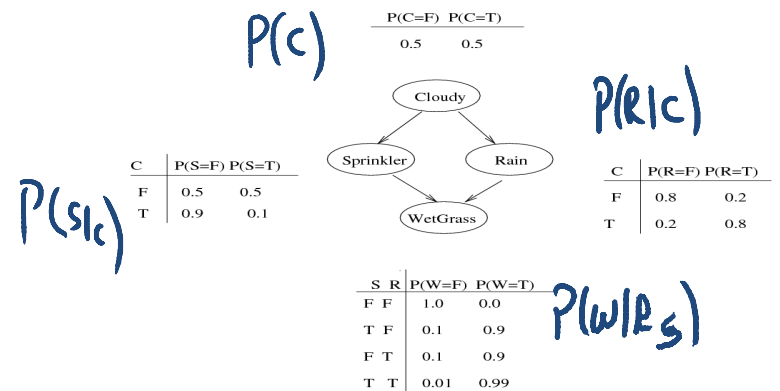 P(C)
P(C=F) P(C=T)
0.5 0.5
Cloudy
P(R|C)
C P(S=F) P(S=T)
F 0.5 0.5
T 0.9 0.1
P(S|C)
Sprinkler
Rain
C P(R=F) P(R=T)
F 0.8 0.2
T 0.2 0.8
WetGrass
S R P(W=F) P(W=T)
F F 1.0 0.0
T F 0.1 0.9
F T 0.1 0.9
T T 0.01 0.99
P(W|R S)